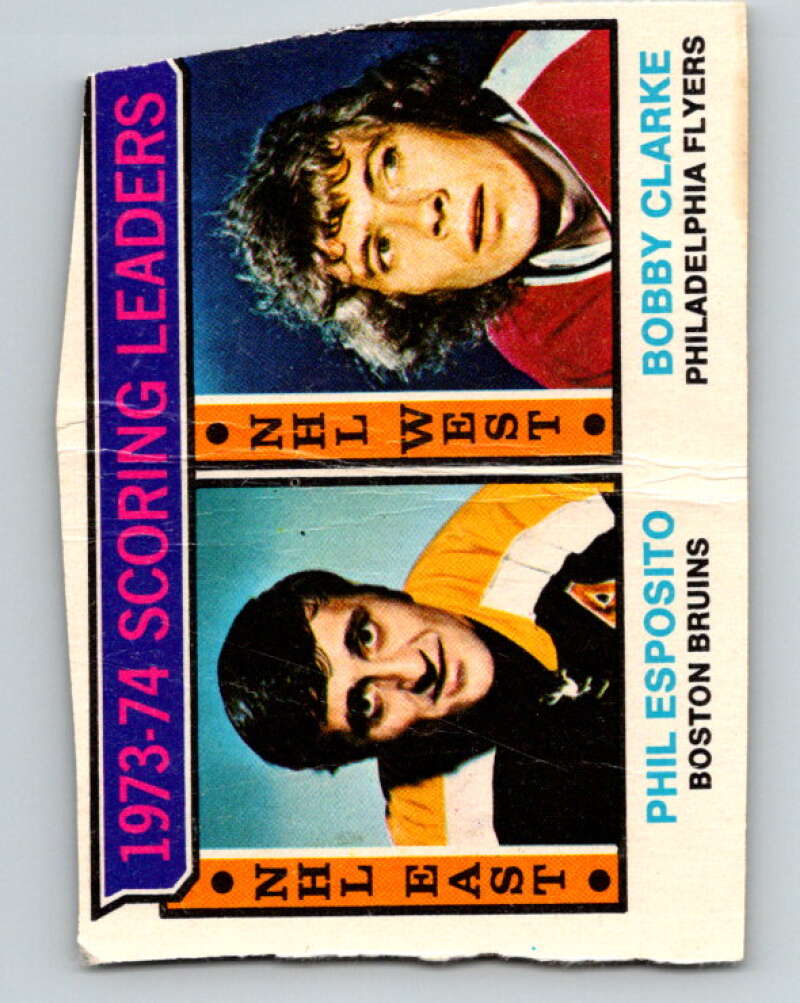 1973-74 SCORING LEADERS
NHL EAST
NHL WEST
PHIL ESPOSITO
BOSTON BRUINS
BOBBY CLARKE
PHILADELPHIA FLYERS